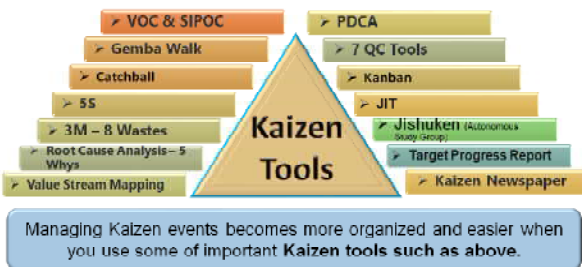 ➢ VOC & SIPOC
➢ Gemba Walk
➢ Catchball
➢ 5S
➢ 3M – 8 Wastes
➢ Root Cause Analysis – 5
Whys
➢ Value Stream Mapping
Kaizen
Tools
➢ PDCA
➢ 7 QC Tools
➢ Kanban
➢ JIT
➢ Jishuken (Autonomous
Study Group)
➢ Target Progress Report
➢ Kaizen Newspaper
Managing Kaizen events becomes more organized and easier when
you use some of important Kaizen tools such as above.